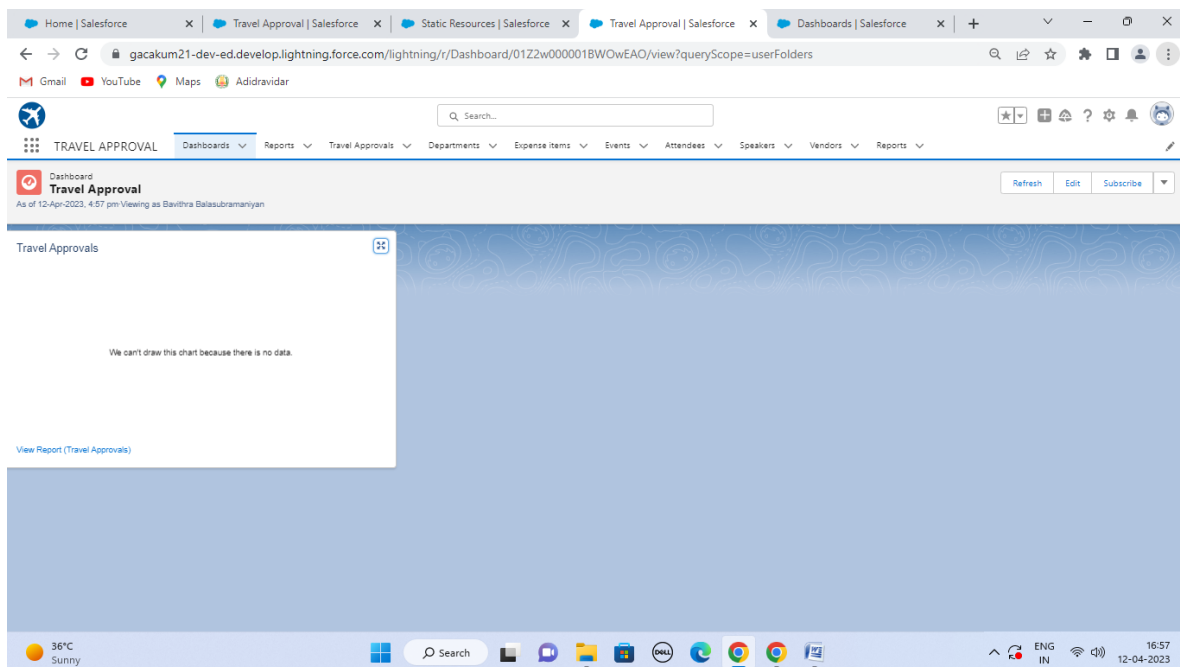 Home | Salesforce
Travel Approval | Salesforce
Static Resources | Salesforce
Travel Approval | Salesforce
Dashboards | Salesforce
gacakum21-dev-ed.develop.lightning.force.com/lightning/r/Dashboard/01Z2w000001BWOwEAO/view?queryScope=userFolders
Gmail YouTube Maps Adidravidar
Search...
TRAVEL APPROVAL Dashboards Reports Travel Approvals Departments Expense items Events Attendees Speakers Vendors Reports
Dashboard
Travel Approval
As of 12-Apr-2023, 4:57 pm·Viewing as Bavithra Balasubramaniyan
Refresh Edit Subscribe
Travel Approvals
We can't draw this chart because there is no data.
View Report (Travel Approvals)
36°C
Sunny
Search
DELL
ENG
IN
16:57
12-04-2023